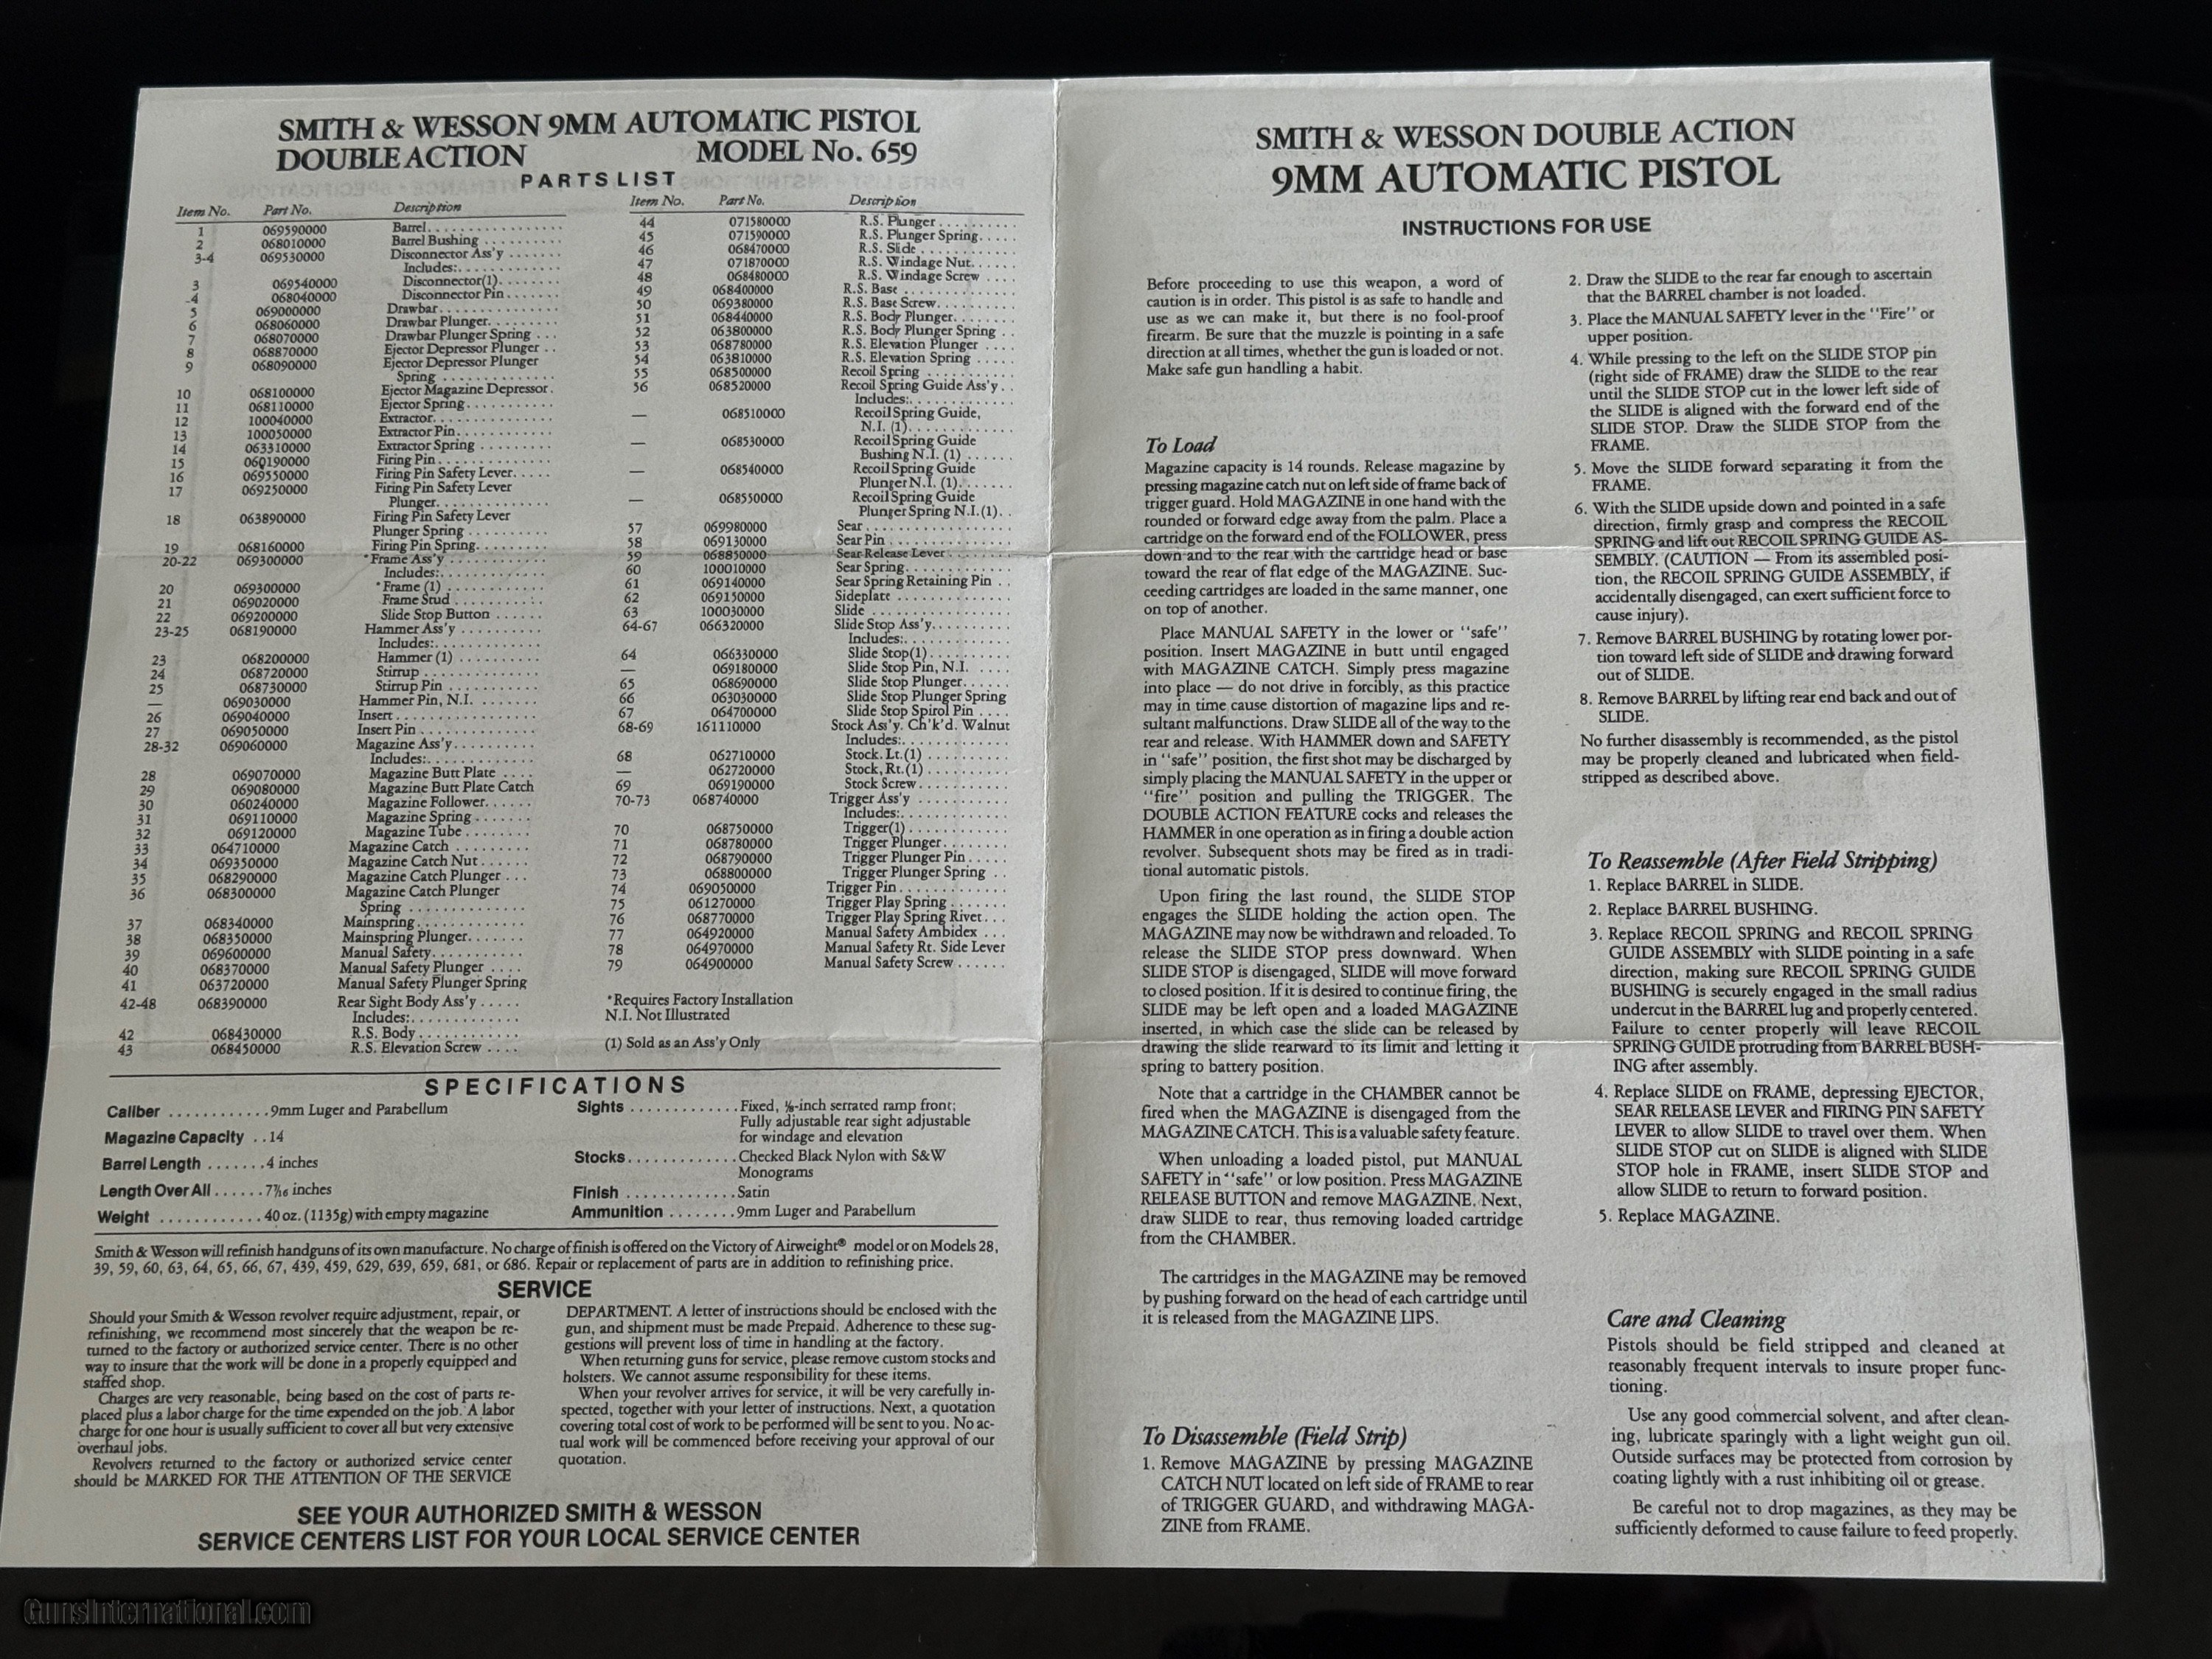 SMITH & WESSON 9MM AUTOMATIC PISTOL
DOUBLE ACTION MODEL No. 659
PARTS LIST
Item No. Part No. Description
1 069590000 Barrel
2 068010000 Barrel Bushing
3-4 069530000 Disconnector Ass'y
Includes:
3 069540000 Disconnector(1)
4 068040000 Disconnector Pin
5 069000000 Drawbar
6 068060000 Drawbar Plunger
7 068070000 Drawbar Plunger Spring
8 068870000 Ejector Depressor Plunger
9 068090000 Ejector Depressor Plunger
Spring
10 068100000 Ejector Magazine Depressor
11 068110000 Ejector Spring
12 100040000 Extractor
13 100050000 Extractor Pin
14 063310000 Extractor Spring
15 060190000 Firing Pin
16 069550000 Firing Pin Safety Lever
17 069250000 Firing Pin Safety Lever
Plunger
18 063890000 Firing Pin Safety Lever
Plunger Spring
19 068160000 Firing Pin Spring
20-22 069300000 *Frame Ass'y
Includes:
20 069300000 *Frame (1)
21 069020000 Frame Stud
22 069200000 Slide Stop Button
23-25 068190000 Hammer Ass'y
Includes:
23 068200000 Hammer (1)
24 068720000 Stirrup
25 068730000 Stirrup Pin
— 069030000 Hammer Pin, N.I.
26 069040000 Insert
27 069050000 Insert Pin
28-32 069060000 Magazine Ass'y
Includes:
28 069070000 Magazine Butt Plate
29 069080000 Magazine Butt Plate Catch
30 060240000 Magazine Follower
31 069110000 Magazine Spring
32 069120000 Magazine Tube
33 064710000 Magazine Catch
34 069350000 Magazine Catch Nut
35 068290000 Magazine Catch Plunger
36 068300000 Magazine Catch Plunger
Spring
37 068340000 Mainspring
38 068350000 Mainspring Plunger
39 069600000 Manual Safety
40 068370000 Manual Safety Plunger
41 063720000 Manual Safety Plunger Spring
42-48 068390000 Rear Sight Body Ass'y
Includes:
42 068430000 R.S. Body
43 068450000 R.S. Elevation Screw
Item No. Part No. Description
44 071580000 R.S. Plunger
45 071590000 R.S. Plunger Spring
46 068470000 R.S. Slide
47 071870000 R.S. Windage Nut
48 068480000 R.S. Windage Screw
49 068400000 R.S. Base
50 069380000 R.S. Base Screw
51 068440000 R.S. Body Plunger
52 063800000 R.S. Body Plunger Spring
53 068780000 R.S. Elevation Plunger
54 063810000 R.S. Elevation Spring
55 068500000 Recoil Spring
56 068520000 Recoil Spring Guide Ass'y
Includes:
— 068510000 Recoil Spring Guide,
N.I. (1)
— 068530000 Recoil Spring Guide
Bushing N.I. (1)
— 068540000 Recoil Spring Guide
Plunger N.I. (1)
— 068550000 Recoil Spring Guide
Plunger Spring N.I. (1)
57 069980000 Sear
58 069130000 Sear Pin
59 068850000 Sear Release Lever
60 100010000 Sear Spring
61 069140000 Sear Spring Retaining Pin
62 069150000 Sideplate
63 100030000 Slide
64-67 066320000 Slide Stop Ass'y
Includes:
64 066330000 Slide Stop(1)
— 069180000 Slide Stop Pin, N.I.
65 068690000 Slide Stop Plunger
66 063030000 Slide Stop Plunger Spring
67 064700000 Slide Stop Spirol Pin
68-69 161110000 Stock Ass'y. Ch'k'd. Walnut
Includes:
68 062710000 Stock. Lt.(1)
— 062720000 Stock, Rt.(1)
69 069190000 Stock Screw
70-73 068740000 Trigger Ass'y
Includes:
70 068750000 Trigger(1)
71 068780000 Trigger Plunger
72 068790000 Trigger Plunger Pin
73 068800000 Trigger Plunger Spring
74 069050000 Trigger Pin
75 061270000 Trigger Play Spring
76 068770000 Trigger Play Spring Rivet
77 064920000 Manual Safety Ambidex
78 064970000 Manual Safety Rt. Side Lever
79 064900000 Manual Safety Screw
*Requires Factory Installation
N.I. Not Illustrated
(1) Sold as an Ass'y Only
SPECIFICATIONS
Caliber 9mm Luger and Parabellum
Magazine Capacity 14
Barrel Length 4 inches
Length Over All 7 7/16 inches
Weight 40 oz. (1135g) with empty magazine
Sights Fixed, ⅛-inch serrated ramp front;
Fully adjustable rear sight adjustable
for windage and elevation
Stocks Checked Black Nylon with S&W
Monograms
Finish Satin
Ammunition 9mm Luger and Parabellum
Smith & Wesson will refinish handguns of its own manufacture. No charge of finish is offered on the Victory of Airweight® model or on Models 28,
39, 59, 60, 63, 64, 65, 66, 67, 439, 459, 629, 639, 659, 681, or 686. Repair or replacement of parts are in addition to refinishing price.
SERVICE
Should your Smith & Wesson revolver require adjustment, repair, or
refinishing, we recommend most sincerely that the weapon be re-
turned to the factory or authorized service center. There is no other
way to insure that the work will be done in a properly equipped and
staffed shop.
Charges are very reasonable, being based on the cost of parts re-
placed plus a labor charge for the time expended on the job. A labor
charge for one hour is usually sufficient to cover all but very extensive
overhaul jobs.
Revolvers returned to the factory or authorized service center
should be MARKED FOR THE ATTENTION OF THE SERVICE
DEPARTMENT. A letter of instructions should be enclosed with the
gun, and shipment must be made Prepaid. Adherence to these sug-
gestions will prevent loss of time in handling at the factory.
When returning guns for service, please remove custom stocks and
holsters. We cannot assume responsibility for these items.
When your revolver arrives for service, it will be very carefully in-
spected, together with your letter of instructions. Next, a quotation
covering total cost of work to be performed will be sent to you. No ac-
tual work will be commenced before receiving your approval of our
quotation.
SEE YOUR AUTHORIZED SMITH & WESSON
SERVICE CENTERS LIST FOR YOUR LOCAL SERVICE CENTER
SMITH & WESSON DOUBLE ACTION
9MM AUTOMATIC PISTOL
INSTRUCTIONS FOR USE
Before proceeding to use this weapon, a word of
caution is in order. This pistol is as safe to handle and
use as we can make it, but there is no fool-proof
firearm. Be sure that the muzzle is pointing in a safe
direction at all times, whether the gun is loaded or not.
Make safe gun handling a habit.
To Load
Magazine capacity is 14 rounds. Release magazine by
pressing magazine catch nut on left side of frame back of
trigger guard. Hold MAGAZINE in one hand with the
rounded or forward edge away from the palm. Place a
cartridge on the forward end of the FOLLOWER, press
down and to the rear with the cartridge head or base
toward the rear of flat edge of the MAGAZINE. Suc-
ceeding cartridges are loaded in the same manner, one
on top of another.
Place MANUAL SAFETY in the lower or "safe"
position. Insert MAGAZINE in butt until engaged
with MAGAZINE CATCH. Simply press magazine
into place — do not drive in forcibly, as this practice
may in time cause distortion of magazine lips and re-
sultant malfunctions. Draw SLIDE all of the way to the
rear and release. With HAMMER down and SAFETY
in "safe" position, the first shot may be discharged by
simply placing the MANUAL SAFETY in the upper or
"fire" position and pulling the TRIGGER. The
DOUBLE ACTION FEATURE cocks and releases the
HAMMER in one operation as in firing a double action
revolver. Subsequent shots may be fired as in tradi-
tional automatic pistols.
Upon firing the last round, the SLIDE STOP
engages the SLIDE holding the action open. The
MAGAZINE may now be withdrawn and reloaded. To
release the SLIDE STOP press downward. When
SLIDE STOP is disengaged, SLIDE will move forward
to closed position. If it is desired to continue firing, the
SLIDE may be left open and a loaded MAGAZINE
inserted, in which case the slide can be released by
drawing the slide rearward to its limit and letting it
spring to battery position.
Note that a cartridge in the CHAMBER cannot be
fired when the MAGAZINE is disengaged from the
MAGAZINE CATCH. This is a valuable safety feature.
When unloading a loaded pistol, put MANUAL
SAFETY in "safe" or low position. Press MAGAZINE
RELEASE BUTTON and remove MAGAZINE. Next,
draw SLIDE to rear, thus removing loaded cartridge
from the CHAMBER.
The cartridges in the MAGAZINE may be removed
by pushing forward on the head of each cartridge until
it is released from the MAGAZINE LIPS.
To Disassemble (Field Strip)
1. Remove MAGAZINE by pressing MAGAZINE
CATCH NUT located on left side of FRAME to rear
of TRIGGER GUARD, and withdrawing MAGA-
ZINE from FRAME.
2. Draw the SLIDE to the rear far enough to ascertain
that the BARREL chamber is not loaded.
3. Place the MANUAL SAFETY lever in the "Fire" or
upper position.
4. While pressing to the left on the SLIDE STOP pin
(right side of FRAME) draw the SLIDE to the rear
until the SLIDE STOP cut in the lower left side of
the SLIDE is aligned with the forward end of the
SLIDE STOP. Draw the SLIDE STOP from the
FRAME.
5. Move the SLIDE forward separating it from the
FRAME.
6. With the SLIDE upside down and pointed in a safe
direction, firmly grasp and compress the RECOIL
SPRING and lift out RECOIL SPRING GUIDE AS-
SEMBLY. (CAUTION — From its assembled posi-
tion, the RECOIL SPRING GUIDE ASSEMBLY, if
accidentally disengaged, can exert sufficient force to
cause injury).
7. Remove BARREL BUSHING by rotating lower por-
tion toward left side of SLIDE and drawing forward
out of SLIDE.
8. Remove BARREL by lifting rear end back and out of
SLIDE.
No further disassembly is recommended, as the pistol
may be properly cleaned and lubricated when field-
stripped as described above.
To Reassemble (After Field Stripping)
1. Replace BARREL in SLIDE.
2. Replace BARREL BUSHING.
3. Replace RECOIL SPRING and RECOIL SPRING
GUIDE ASSEMBLY with SLIDE pointing in a safe
direction, making sure RECOIL SPRING GUIDE
BUSHING is securely engaged in the small radius
undercut in the BARREL lug and properly centered.
Failure to center properly will leave RECOIL
SPRING GUIDE protruding from BARREL BUSH-
ING after assembly.
4. Replace SLIDE on FRAME, depressing EJECTOR,
SEAR RELEASE LEVER and FIRING PIN SAFETY
LEVER to allow SLIDE to travel over them. When
SLIDE STOP cut on SLIDE is aligned with SLIDE
STOP hole in FRAME, insert SLIDE STOP and
allow SLIDE to return to forward position.
5. Replace MAGAZINE.
Care and Cleaning
Pistols should be field stripped and cleaned at
reasonably frequent intervals to insure proper func-
tioning.
Use any good commercial solvent, and after clean-
ing, lubricate sparingly with a light weight gun oil.
Outside surfaces may be protected from corrosion by
coating lightly with a rust inhibiting oil or grease.
Be careful not to drop magazines, as they may be
sufficiently deformed to cause failure to feed properly.
GunsInternational.com